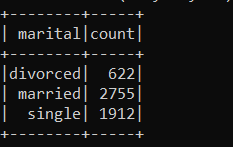 +--------+-----+
| marital|count|
+--------+-----+
|divorced|  622|
| married| 2755|
|  single| 1912|
+--------+-----+